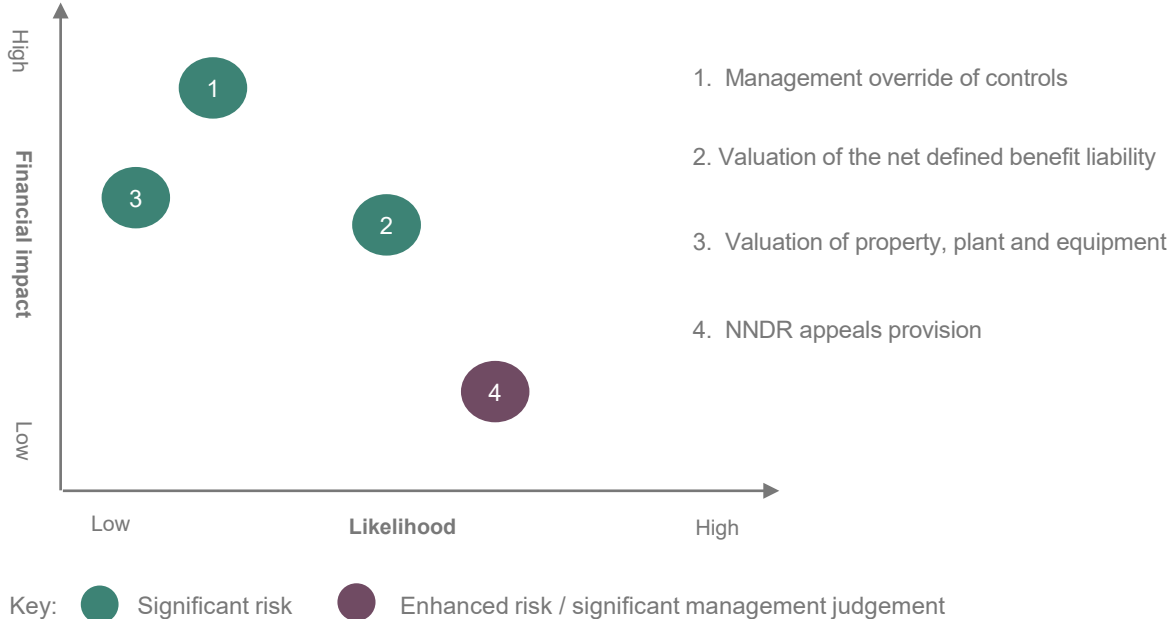 High
Financial impact
Low
1
3
2
4
Low
Likelihood
High
1. Management override of controls
2. Valuation of the net defined benefit liability
3. Valuation of property, plant and equipment
4. NNDR appeals provision
Key: Significant risk Enhanced risk / significant management judgement